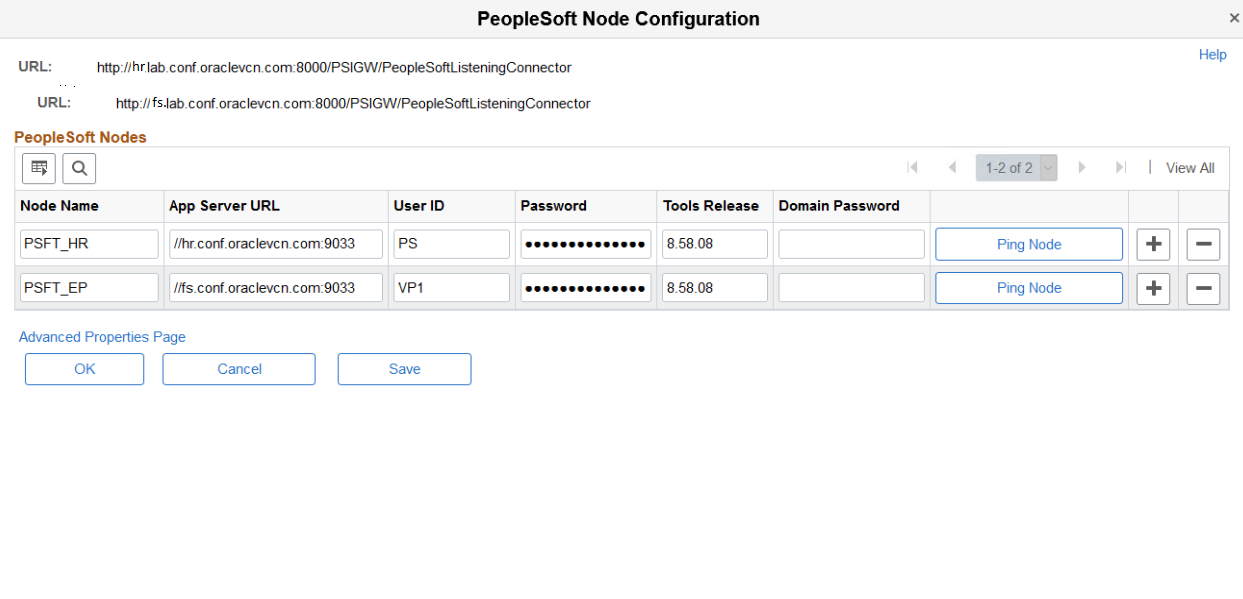 PeopleSoft Node Configuration ×
Help
URL: http://hr.lab.conf.oraclevcn.com:8000/PSIGW/PeopleSoftListeningConnector
URL: http://fs.lab.conf.oraclevcn.com:8000/PSIGW/PeopleSoftListeningConnector
PeopleSoft Nodes
1-2 of 2 | View All
Node Name App Server URL User ID Password Tools Release Domain Password
PSFT_HR //hr.conf.oraclevcn.com:9033 PS •••••••••••••• 8.58.08 Ping Node + −
PSFT_EP //fs.conf.oraclevcn.com:9033 VP1 •••••••••••••• 8.58.08 Ping Node + −
Advanced Properties Page
OK Cancel Save